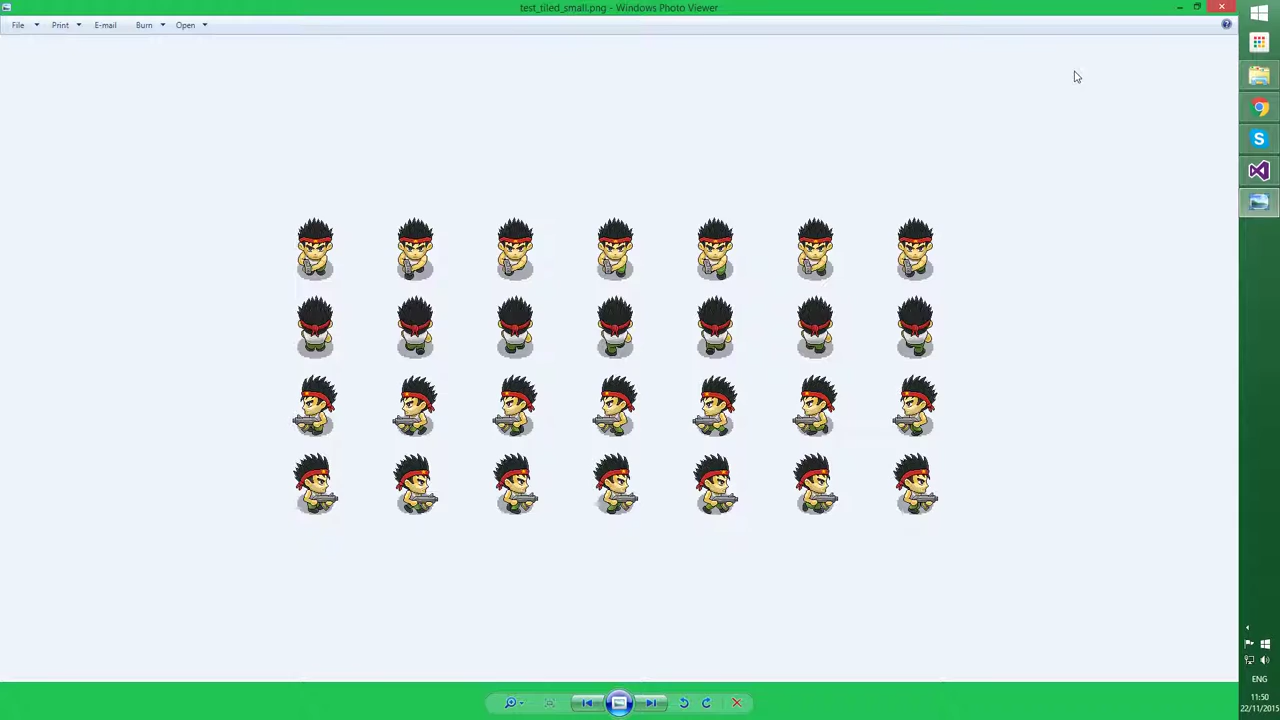 test_tiled_small.png - Windows Photo Viewer
File Print E-mail Burn Open
ENG
11:50
22/11/2015